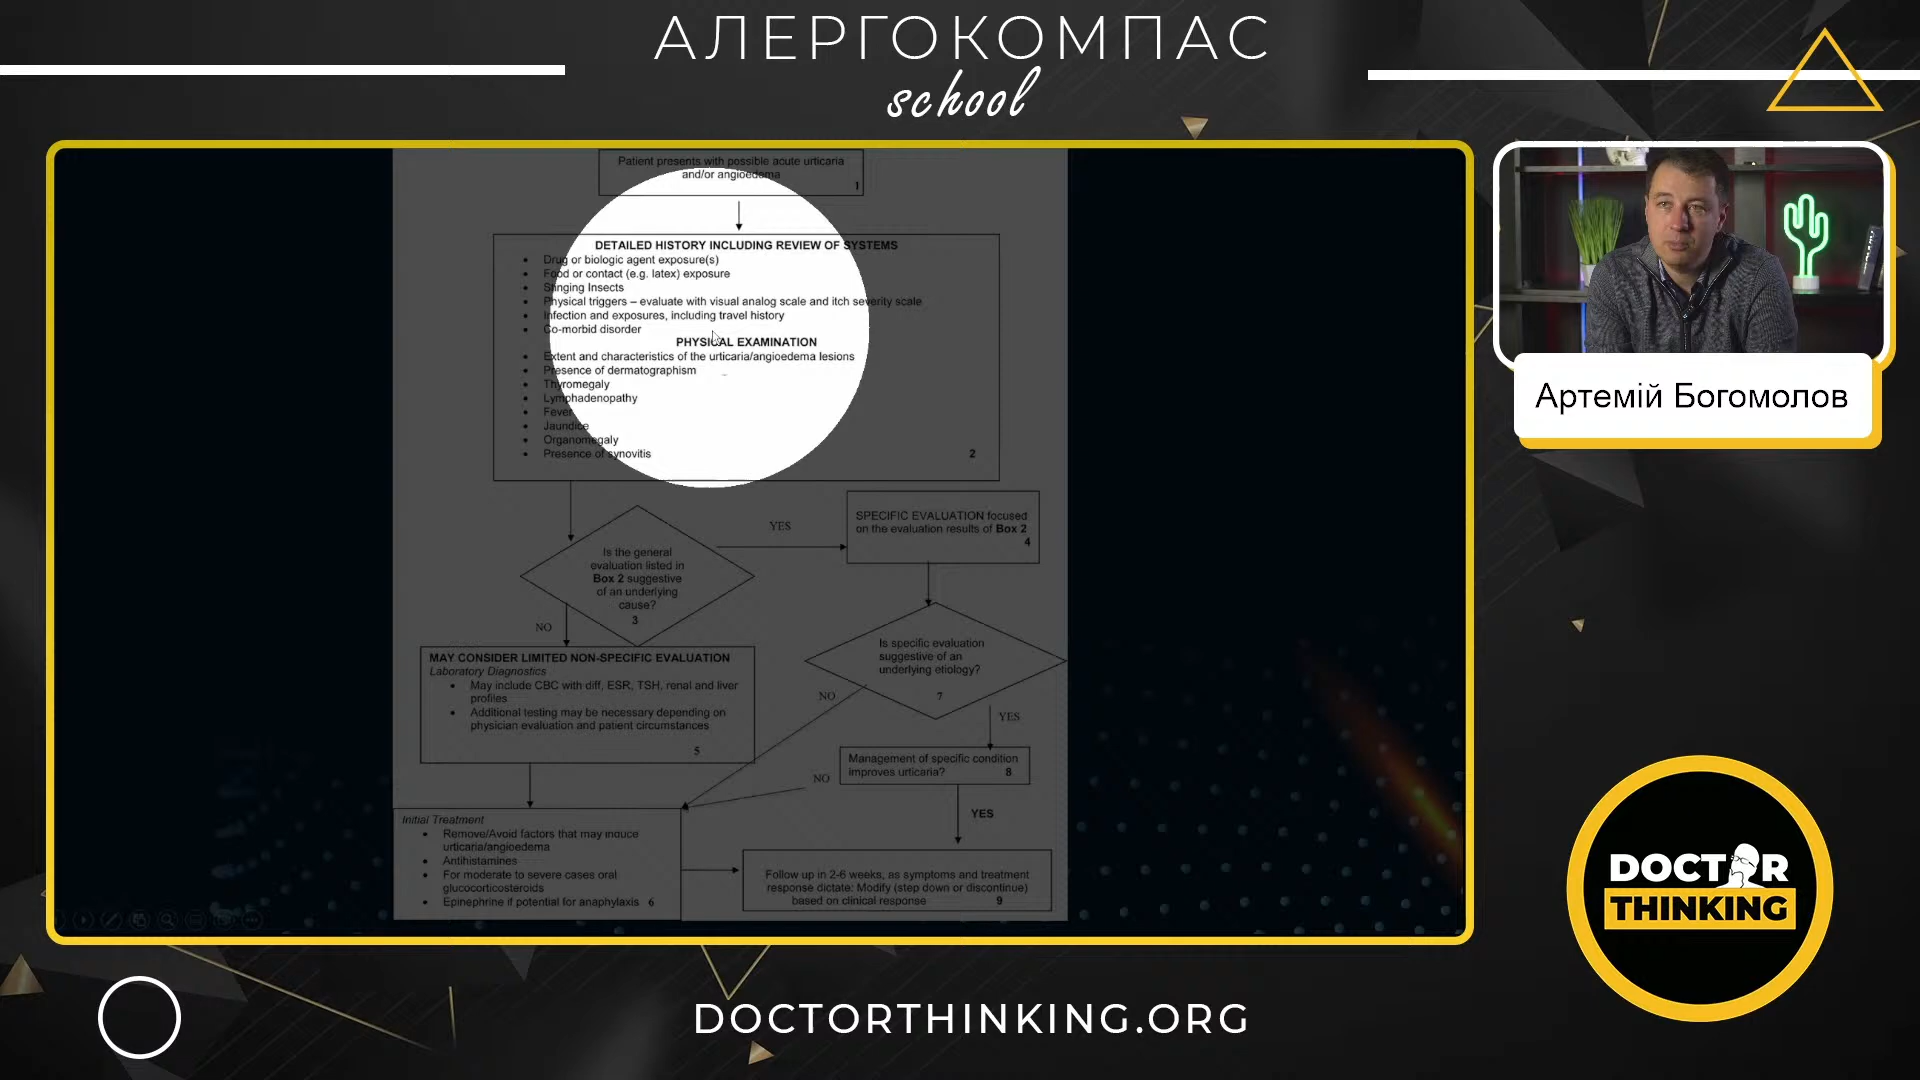 АЛЕРГОКОМПАС
school
Patient presents with possible acute urticaria
and/or angioedema
1
DETAILED HISTORY INCLUDING REVIEW OF SYSTEMS
• Drug or biologic agent exposure(s)
• Food or contact (e.g. latex) exposure
• Stinging Insects
• Physical triggers – evaluate with visual analog scale and itch severity scale
• Infection and exposures, including travel history
• Co-morbid disorder
PHYSICAL EXAMINATION
• Extent and characteristics of the urticaria/angioedema lesions
• Presence of dermatographism
• Thyromegaly
• Lymphadenopathy
• Fever
• Jaundice
• Organomegaly
• Presence of synovitis
2
Is the general
evaluation listed in
Box 2 suggestive
of an underlying
cause?
3
YES
SPECIFIC EVALUATION focused
on the evaluation results of Box 2
4
NO
MAY CONSIDER LIMITED NON-SPECIFIC EVALUATION
Laboratory Diagnostics
• May include CBC with diff, ESR, TSH, renal and liver
profiles
• Additional testing may be necessary depending on
physician evaluation and patient circumstances
5
Is specific evaluation
suggestive of an
underlying etiology?
7
NO
YES
Management of specific condition
improves urticaria?
8
NO
YES
Initial Treatment
• Remove/Avoid factors that may induce
urticaria/angioedema
• Antihistamines
• For moderate to severe cases oral
glucocorticosteroids
• Epinephrine if potential for anaphylaxis 6
Follow up in 2-6 weeks, as symptoms and treatment
response dictate: Modify (step down or discontinue)
based on clinical response
9
Артемій Богомолов
DOCTOR
THINKING
DOCTORTHINKING.ORG